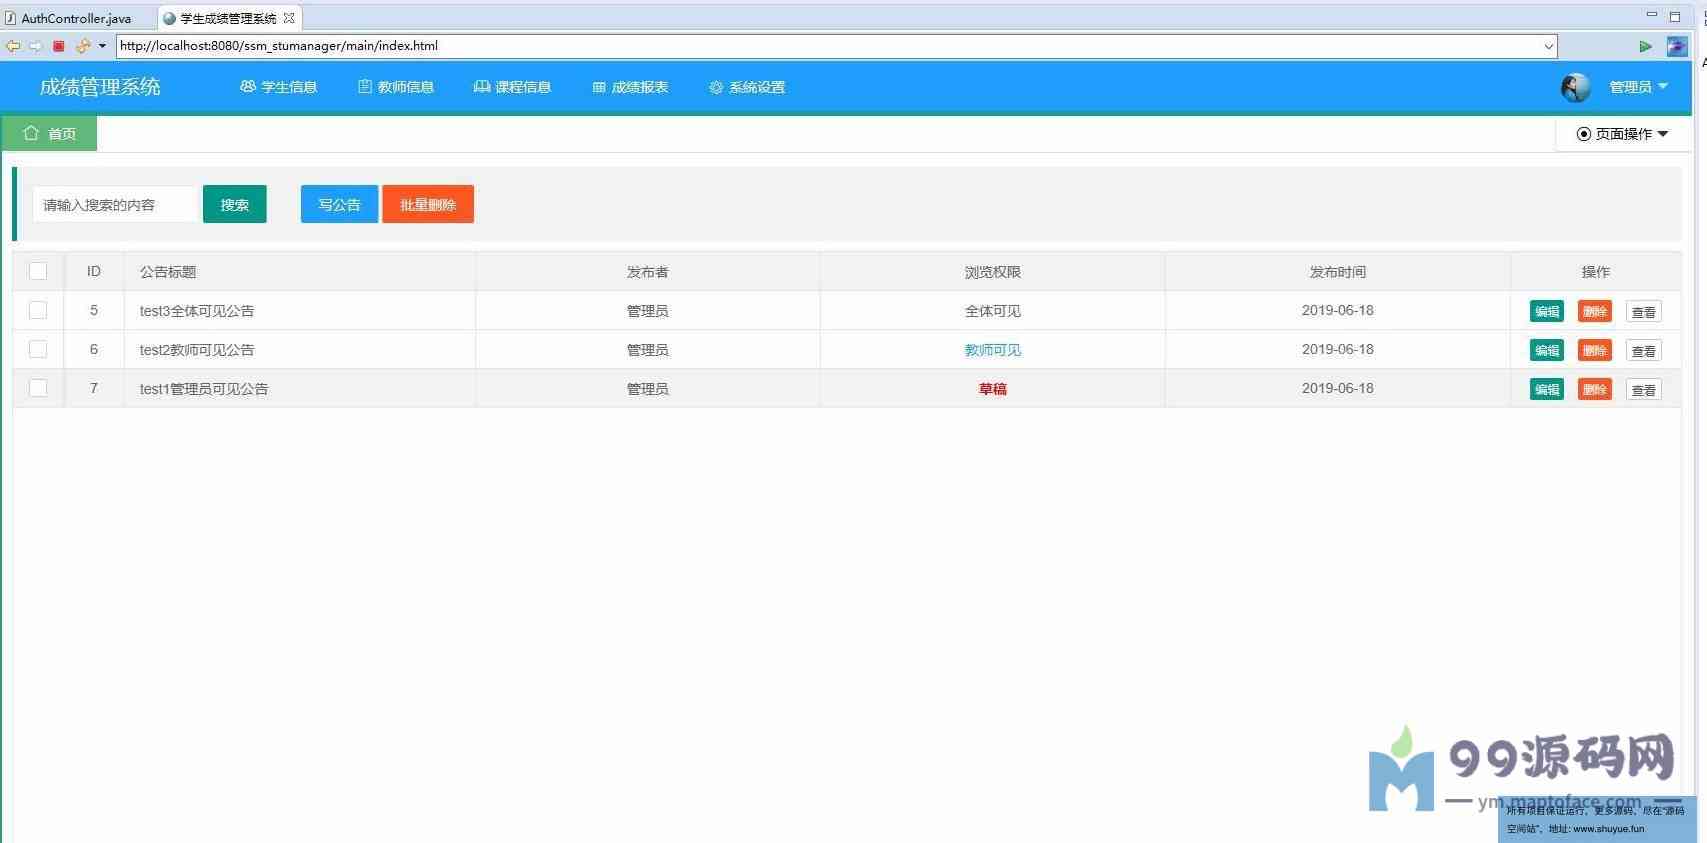 AuthController.java 学生成绩管理系统
http://localhost:8080/ssm_stumanager/main/index.html
成绩管理系统 学生信息 教师信息 课程信息 成绩报表 系统设置 管理员
首页 页面操作
请输入搜索的内容 搜索 写公告 批量删除
ID 公告标题 发布者 浏览权限 发布时间 操作
5 test3全体可见公告 管理员 全体可见 2019-06-18 编辑 删除 查看
6 test2教师可见公告 管理员 教师可见 2019-06-18 编辑 删除 查看
7 test1管理员可见公告 管理员 草稿 2019-06-18 编辑 删除 查看
99源码网
ym.maptoface.com
所有项目保证运行，更多源码，尽在“源码
空间站”，地址: www.shuyue.fun